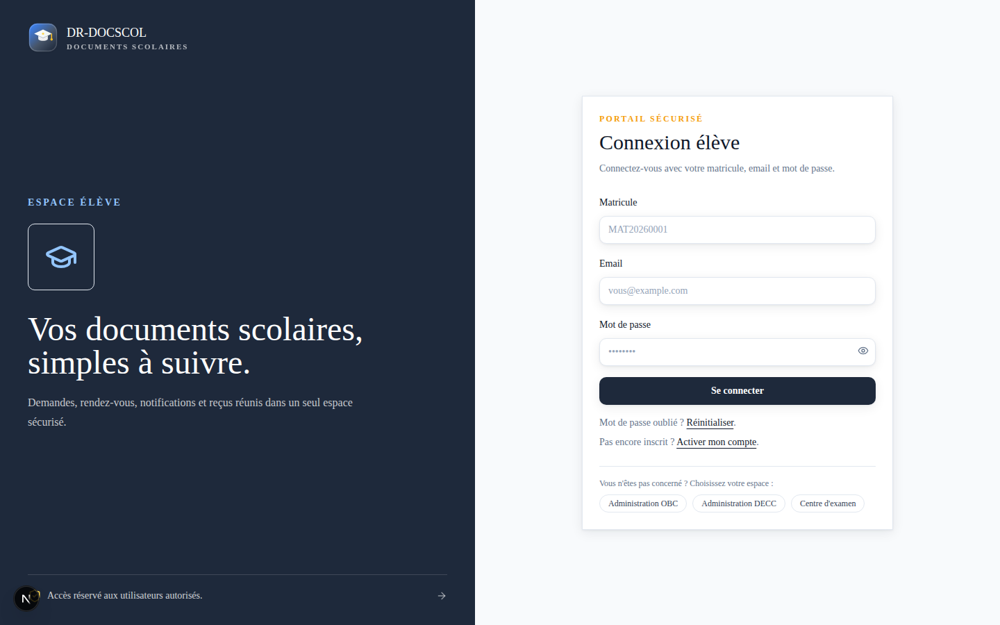 DR-DOCSCOL
DOCUMENTS SCOLAIRES
ESPACE ÉLÈVE
Vos documents scolaires,
simples à suivre.
Demandes, rendez-vous, notifications et reçus réunis dans un seul espace
sécurisé.
N
Accès réservé aux utilisateurs autorisés.
PORTAIL SÉCURISÉ
Connexion élève
Connectez-vous avec votre matricule, email et mot de passe.
Matricule
MAT20260001
Email
vous@example.com
Mot de passe
••••••••
Se connecter
Mot de passe oublié ? Réinitialiser.
Pas encore inscrit ? Activer mon compte.
Vous n'êtes pas concerné ? Choisissez votre espace :
Administration OBC Administration DECC Centre d'examen